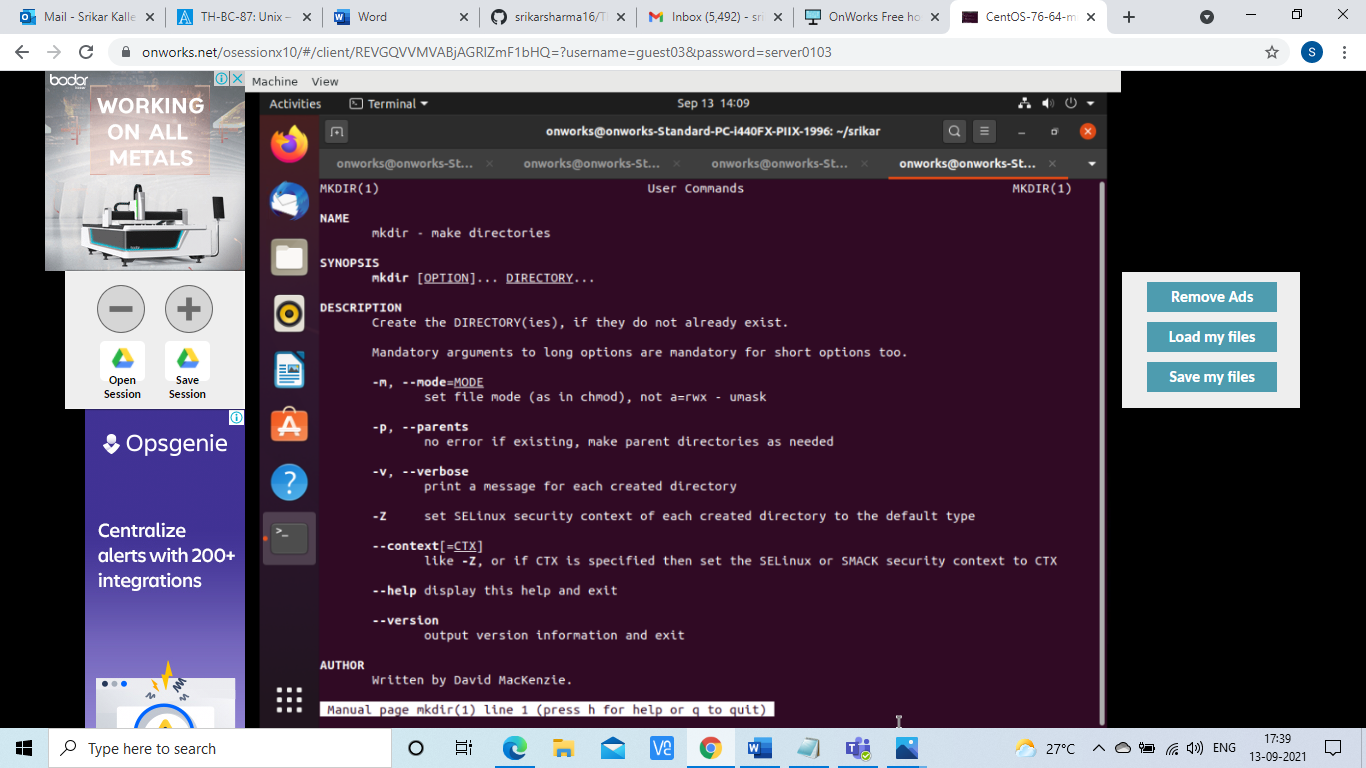 Mail - Srikar Kalle
TH-BC-87: Unix –
Word
srikarsharma16/T
Inbox (5,492) - sri
OnWorks Free ho
CentOS-76-64-m
onworks.net/osessionx10/#/client/REVGQVVMVABjAGRlZmF1bHQ=?username=guest03&password=server0103
S
bodor
WORKING
ON ALL
METALS
Machine View
Activities
Terminal
Sep 13 14:09
onworks@onworks-Standard-PC-i440FX-PIIX-1996: ~/srikar
onworks@onworks-St...
onworks@onworks-St...
onworks@onworks-St...
onworks@onworks-St...
MKDIR(1) User Commands MKDIR(1)
NAME
mkdir - make directories
SYNOPSIS
mkdir [OPTION]... DIRECTORY...
DESCRIPTION
Create the DIRECTORY(ies), if they do not already exist.
Mandatory arguments to long options are mandatory for short options too.
-m, --mode=MODE
set file mode (as in chmod), not a=rwx - umask
-p, --parents
no error if existing, make parent directories as needed
-v, --verbose
print a message for each created directory
-Z set SELinux security context of each created directory to the default type
--context[=CTX]
like -Z, or if CTX is specified then set the SELinux or SMACK security context to CTX
--help display this help and exit
--version
output version information and exit
AUTHOR
Written by David MacKenzie.
Manual page mkdir(1) line 1 (press h for help or q to quit)
Open
Session
Save
Session
Opsgenie
Centralize
alerts with 200+
integrations
Remove Ads
Load my files
Save my files
Type here to search
27°C
ENG
17:39
13-09-2021